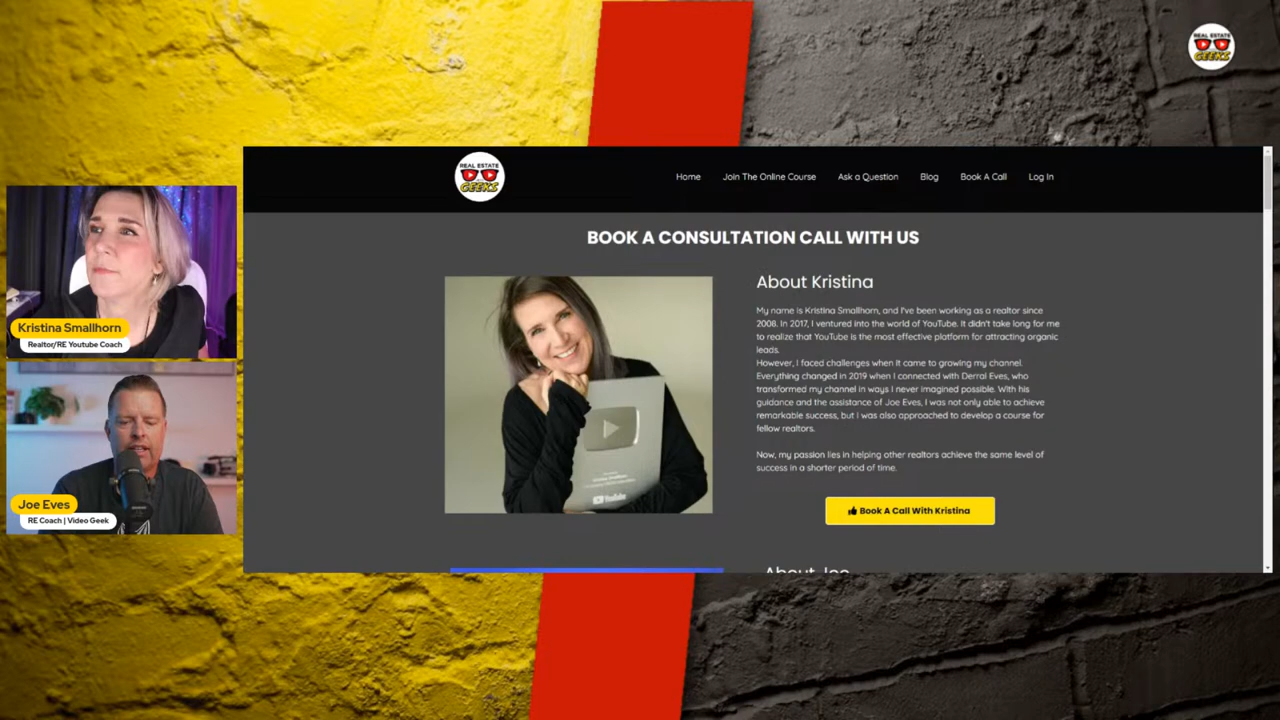 REAL ESTATE
GEEKS
REAL ESTATE
GEEKS
Home
Join The Online Course
Ask a Question
Blog
Book A Call
Log In
BOOK A CONSULTATION CALL WITH US
About Kristina
My name is Kristina Smallhorn, and I've been working as a realtor since
2008. In 2017, I ventured into the world of YouTube. It didn't take long for me
to realize that YouTube is the most effective platform for attracting organic
leads.
However, I faced challenges when it came to growing my channel.
Everything changed in 2019 when I connected with Derral Eves, who
transformed my channel in ways I never imagined possible. With his
guidance and the assistance of Joe Eves, I was not only able to achieve
remarkable success, but I was also approached to develop a course for
fellow realtors.
Now, my passion lies in helping other realtors achieve the same level of
success in a shorter period of time.
Book A Call With Kristina
YouTube
About Joe
Kristina Smallhorn
Realtor/RE Youtube Coach
Joe Eves
RE Coach | Video Geek